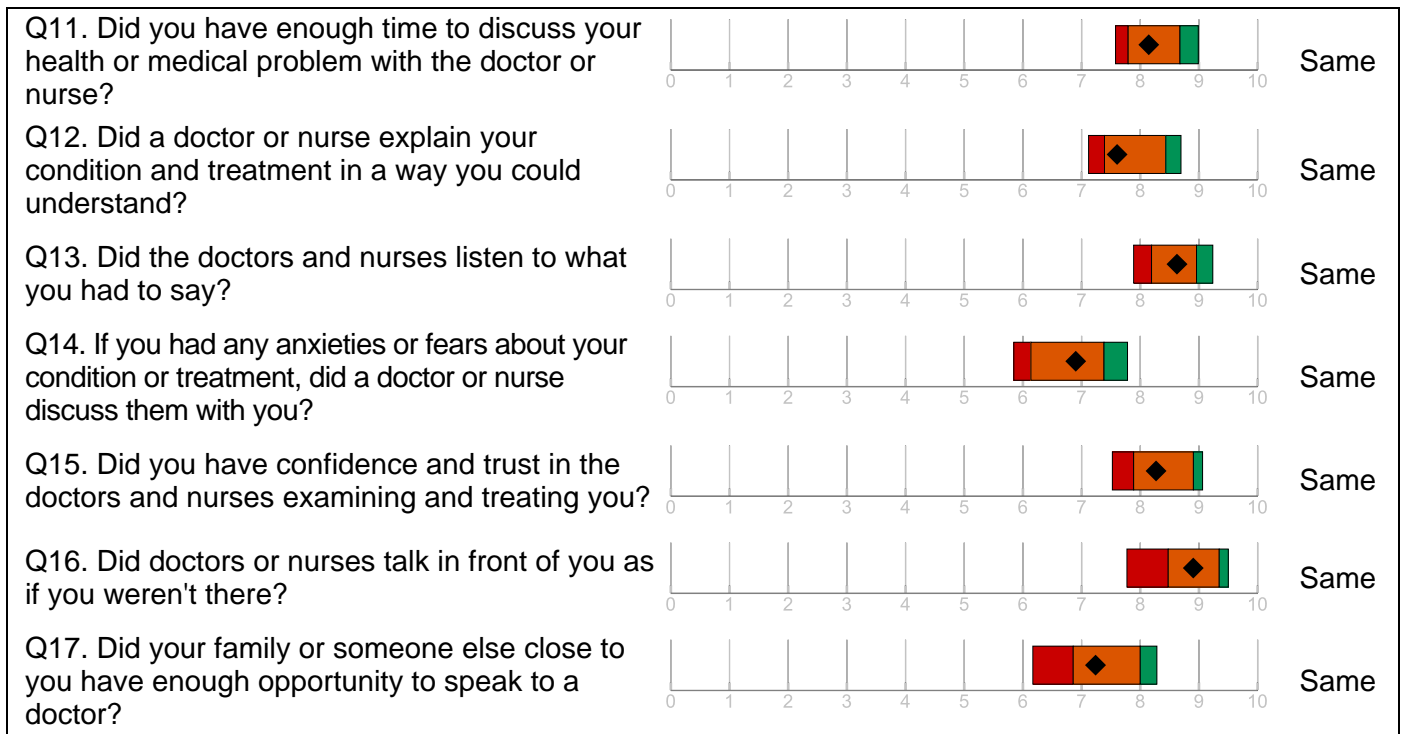 Q11. Did you have enough time to discuss your
health or medical problem with the doctor or
nurse?
0 1 2 3 4 5 6 7 8 9 10
Same
Q12. Did a doctor or nurse explain your
condition and treatment in a way you could
understand?
0 1 2 3 4 5 6 7 8 9 10
Same
Q13. Did the doctors and nurses listen to what
you had to say?
0 1 2 3 4 5 6 7 8 9 10
Same
Q14. If you had any anxieties or fears about your
condition or treatment, did a doctor or nurse
discuss them with you?
0 1 2 3 4 5 6 7 8 9 10
Same
Q15. Did you have confidence and trust in the
doctors and nurses examining and treating you?
0 1 2 3 4 5 6 7 8 9 10
Same
Q16. Did doctors or nurses talk in front of you as
if you weren't there?
0 1 2 3 4 5 6 7 8 9 10
Same
Q17. Did your family or someone else close to
you have enough opportunity to speak to a
doctor?
0 1 2 3 4 5 6 7 8 9 10
Same